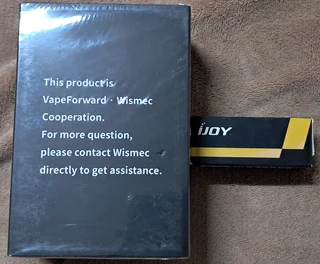 This product is
VapeForward · Wismec
Cooperation.
For more question,
please contact Wismec
directly to get assistance.
iJOY